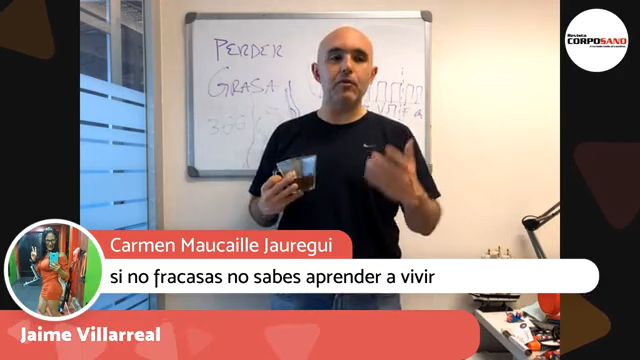 Revista
CORPOSANO
PERDER
GRASA
Carmen Maucaille Jauregui
si no fracasas no sabes aprender a vivir
Jaime Villarreal